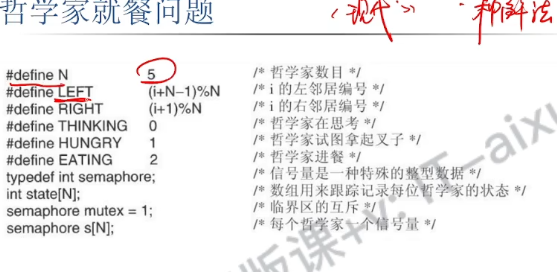 哲学家就餐问题
《现代》 一种解法
#define N 5 /* 哲学家数目 */
#define LEFT (i+N−1)%N /* i 的左邻居编号 */
#define RIGHT (i+1)%N /* i 的右邻居编号 */
#define THINKING 0 /* 哲学家在思考 */
#define HUNGRY 1 /* 哲学家试图拿起叉子 */
#define EATING 2 /* 哲学家进餐 */
typedef int semaphore; /* 信号量是一种特殊的整型数据 */
int state[N]; /* 数组用来跟踪记录每位哲学家的状态 */
semaphore mutex = 1; /* 临界区的互斥 */
semaphore s[N]; /* 每个哲学家一个信号量 */